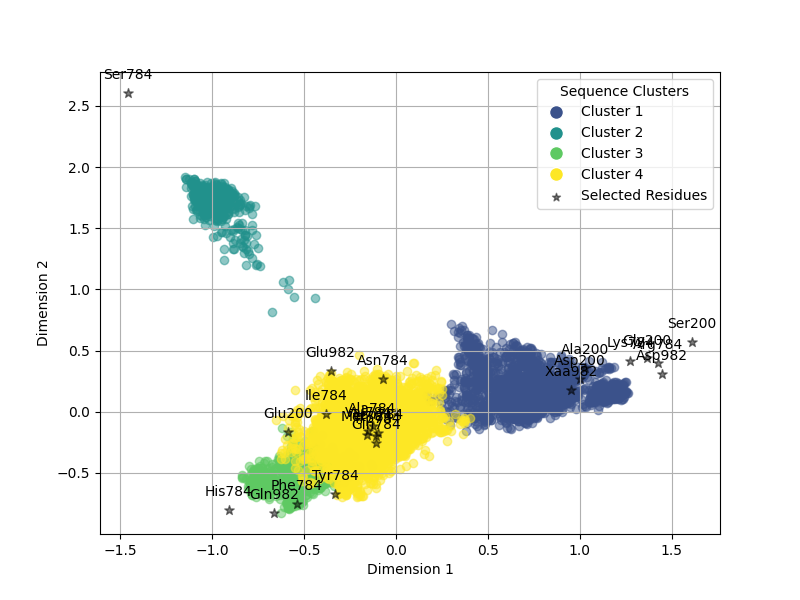 Ser784
Sequence Clusters
Cluster 1
Cluster 2
Cluster 3
Cluster 4
Selected Residues
Ser200
Gly200
Asp982
Ala200
Asp200
Xaa982
Glu982
Asn784
Ile784
Glu200
Ala784
Gln784
Tyr784
Phe784
His784
Gln982
2.5
2.0
1.5
1.0
0.5
0.0
−0.5
−1.5
−1.0
−0.5
0.0
0.5
1.0
1.5
Dimension 1
Dimension 2